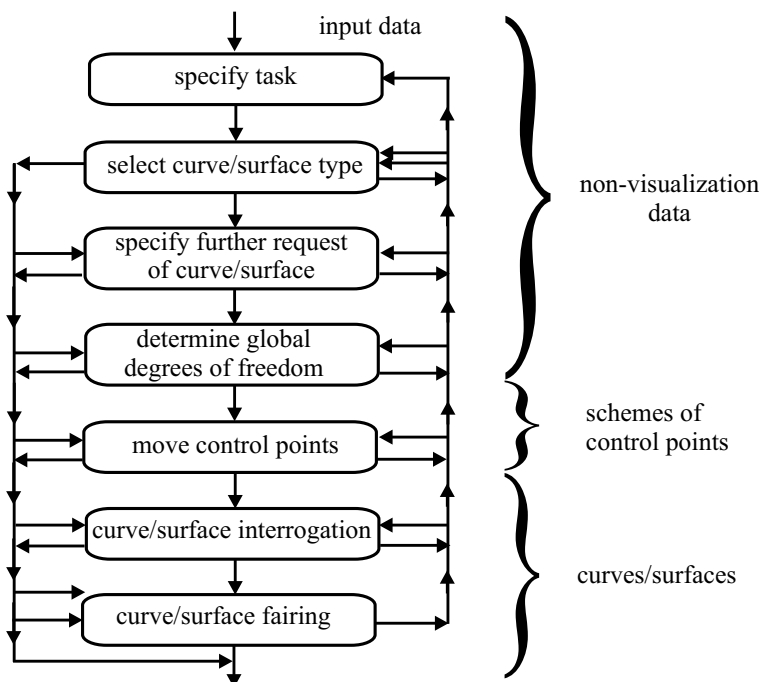 input data
specify task
select curve/surface type
specify further request
of curve/surface
determine global
degrees of freedom
move control points
curve/surface interrogation
curve/surface fairing
non-visualization
data
schemes of
control points
curves/surfaces